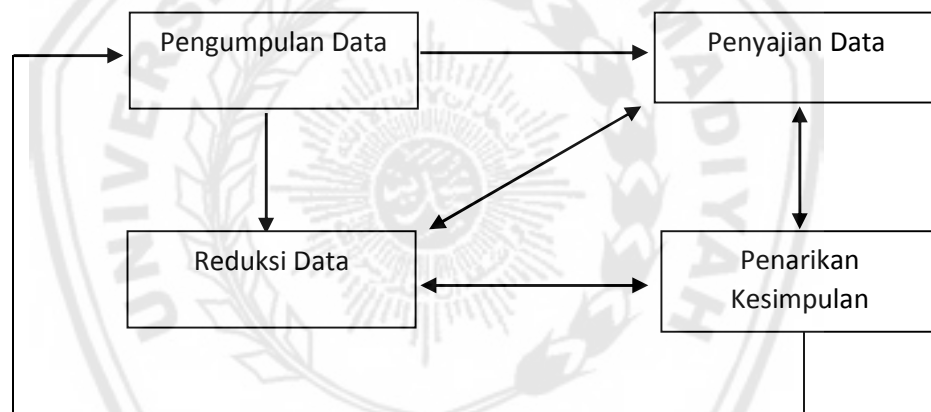 Pengumpulan Data
Penyajian Data
Reduksi Data
Penarikan
Kesimpulan